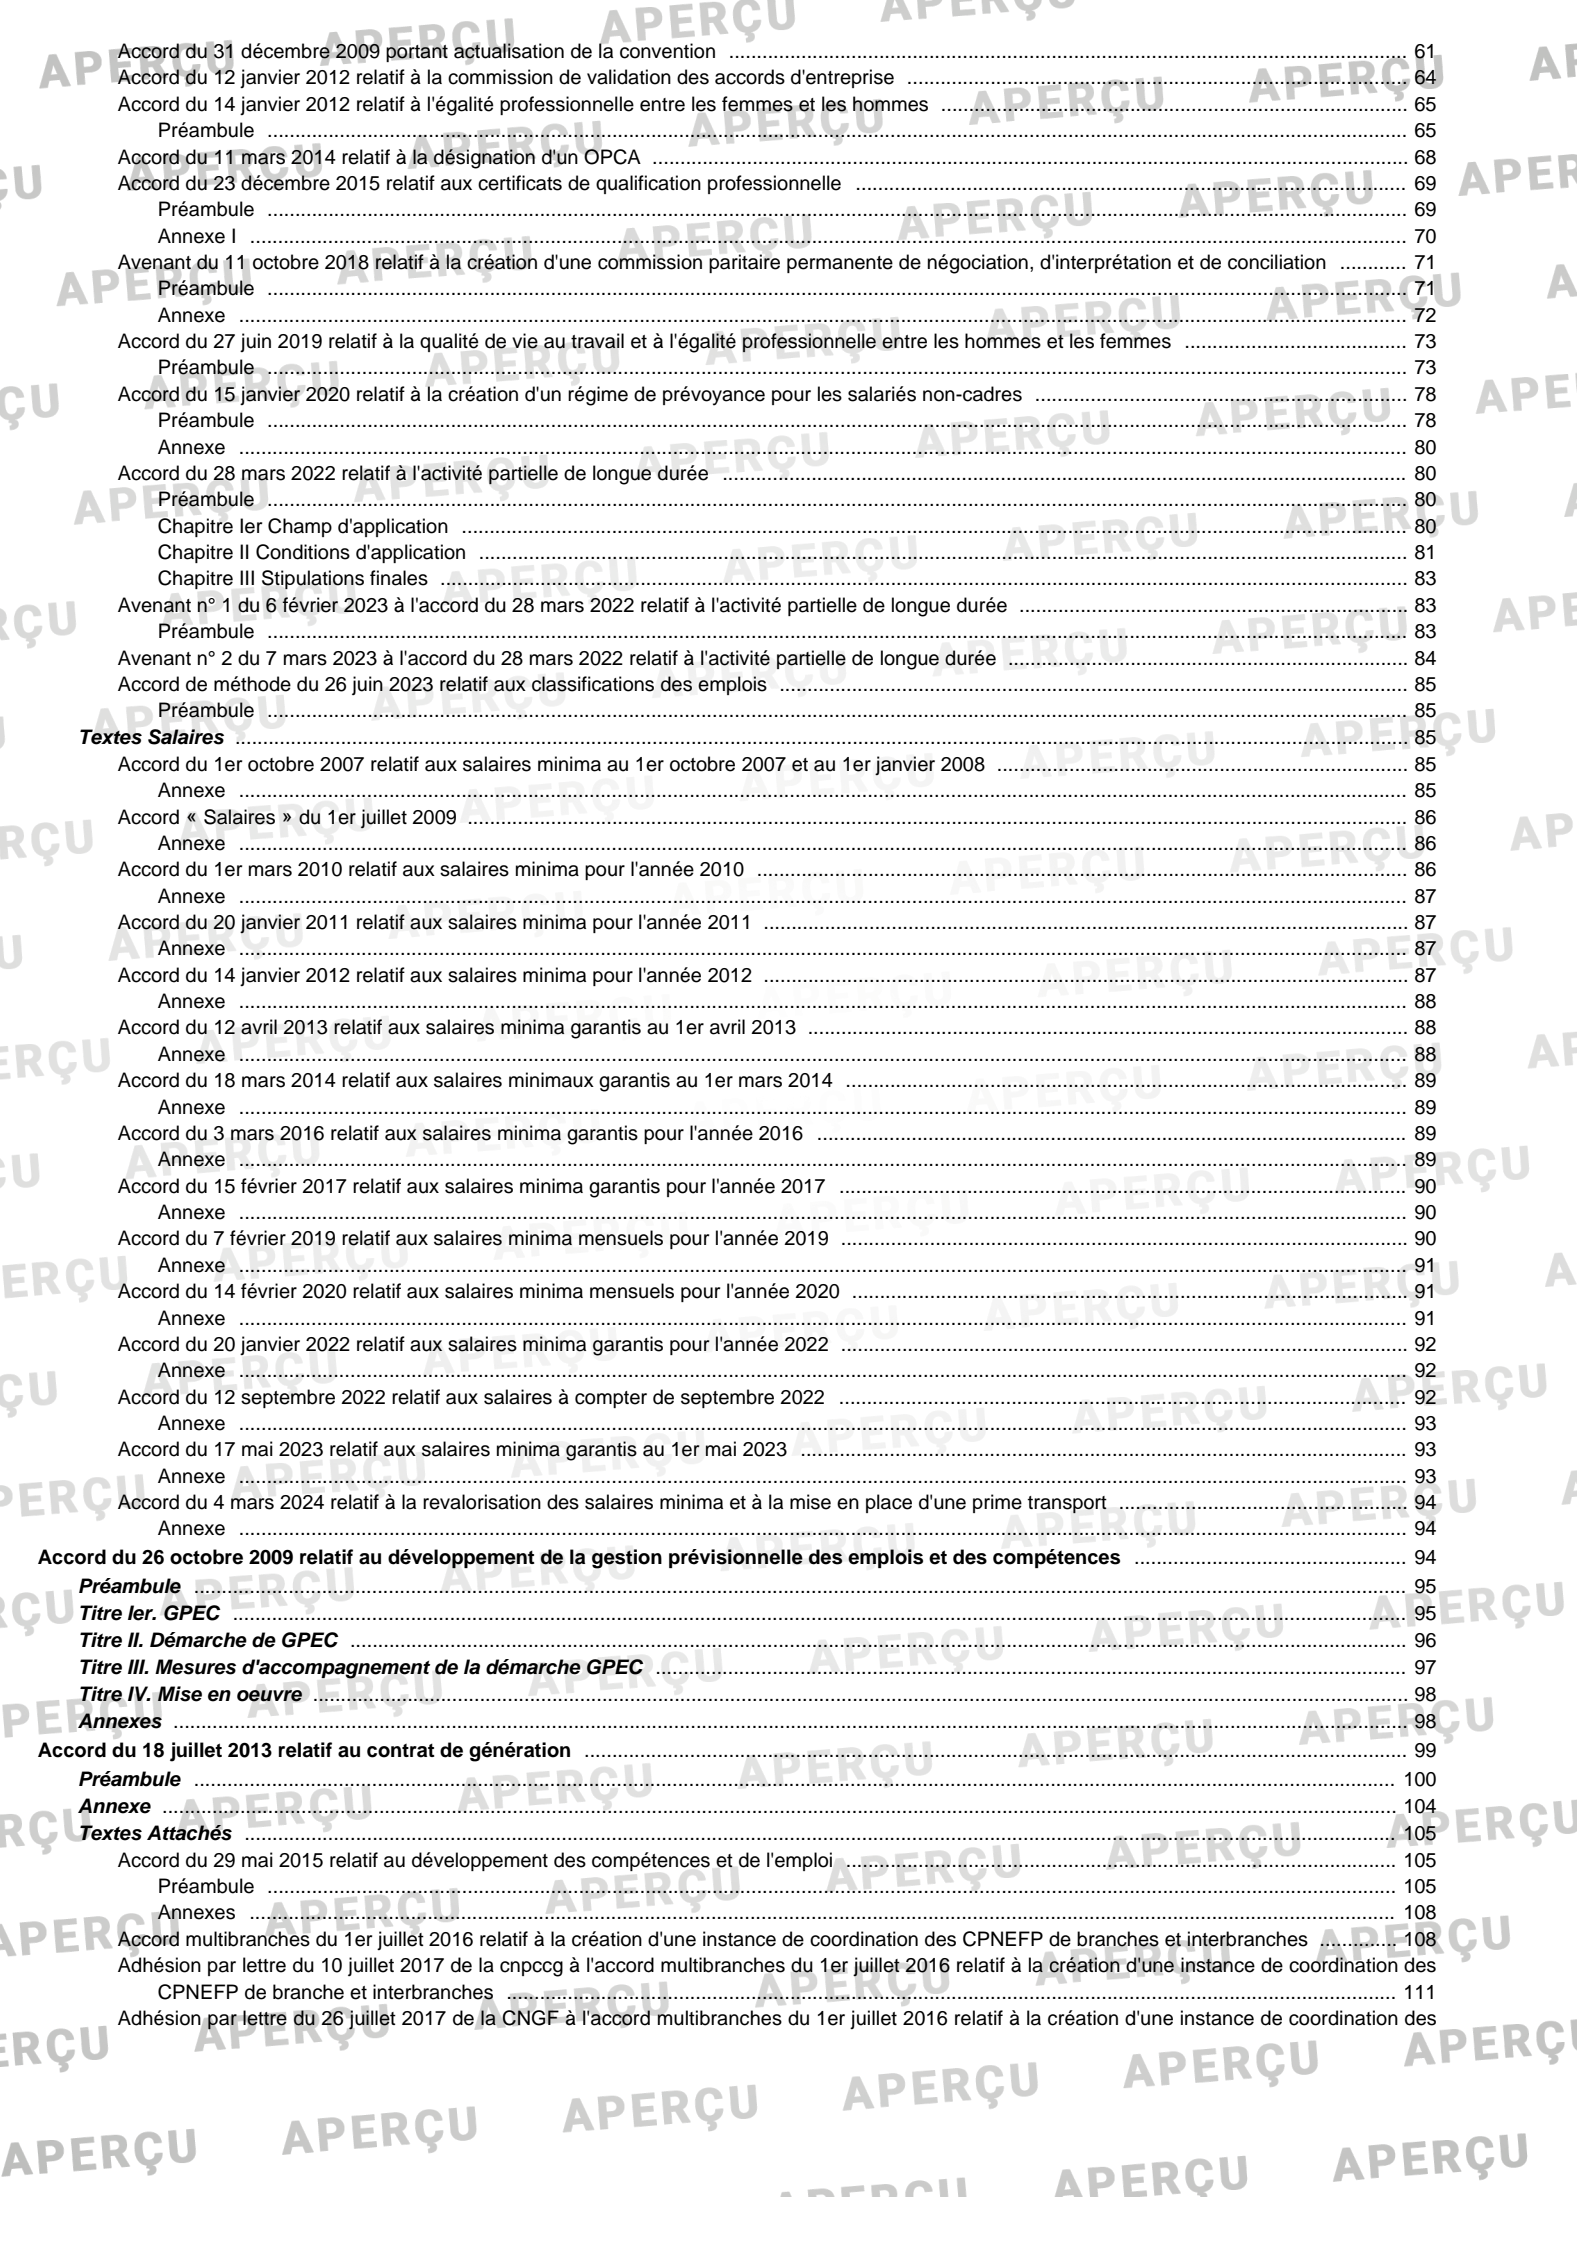 Accord du 31 décembre 2009 portant actualisation de la convention ........ 61
Accord du 12 janvier 2012 relatif à la commission de validation des accords d'entreprise ........ 64
Accord du 14 janvier 2012 relatif à l'égalité professionnelle entre les femmes et les hommes ........ 65
Préambule ........ 65
Accord du 11 mars 2014 relatif à la désignation d'un OPCA ........ 68
Accord du 23 décembre 2015 relatif aux certificats de qualification professionnelle ........ 69
Préambule ........ 69
Annexe I ........ 70
Avenant du 11 octobre 2018 relatif à la création d'une commission paritaire permanente de négociation, d'interprétation et de conciliation ........ 71
Préambule ........ 71
Annexe ........ 72
Accord du 27 juin 2019 relatif à la qualité de vie au travail et à l'égalité professionnelle entre les hommes et les femmes ........ 73
Préambule ........ 73
Accord du 15 janvier 2020 relatif à la création d'un régime de prévoyance pour les salariés non-cadres ........ 78
Préambule ........ 78
Annexe ........ 80
Accord du 28 mars 2022 relatif à l'activité partielle de longue durée ........ 80
Préambule ........ 80
Chapitre Ier Champ d'application ........ 80
Chapitre II Conditions d'application ........ 81
Chapitre III Stipulations finales ........ 83
Avenant n° 1 du 6 février 2023 à l'accord du 28 mars 2022 relatif à l'activité partielle de longue durée ........ 83
Préambule ........ 83
Avenant n° 2 du 7 mars 2023 à l'accord du 28 mars 2022 relatif à l'activité partielle de longue durée ........ 84
Accord de méthode du 26 juin 2023 relatif aux classifications des emplois ........ 85
Préambule ........ 85
Textes Salaires ........ 85
Accord du 1er octobre 2007 relatif aux salaires minima au 1er octobre 2007 et au 1er janvier 2008 ........ 85
Annexe ........ 85
Accord « Salaires » du 1er juillet 2009 ........ 86
Annexe ........ 86
Accord du 1er mars 2010 relatif aux salaires minima pour l'année 2010 ........ 86
Annexe ........ 87
Accord du 20 janvier 2011 relatif aux salaires minima pour l'année 2011 ........ 87
Annexe ........ 87
Accord du 14 janvier 2012 relatif aux salaires minima pour l'année 2012 ........ 87
Annexe ........ 88
Accord du 12 avril 2013 relatif aux salaires minima garantis au 1er avril 2013 ........ 88
Annexe ........ 88
Accord du 18 mars 2014 relatif aux salaires minimaux garantis au 1er mars 2014 ........ 89
Annexe ........ 89
Accord du 3 mars 2016 relatif aux salaires minima garantis pour l'année 2016 ........ 89
Annexe ........ 89
Accord du 15 février 2017 relatif aux salaires minima garantis pour l'année 2017 ........ 90
Annexe ........ 90
Accord du 7 février 2019 relatif aux salaires minima mensuels pour l'année 2019 ........ 90
Annexe ........ 91
Accord du 14 février 2020 relatif aux salaires minima mensuels pour l'année 2020 ........ 91
Annexe ........ 91
Accord du 20 janvier 2022 relatif aux salaires minima garantis pour l'année 2022 ........ 92
Annexe ........ 92
Accord du 12 septembre 2022 relatif aux salaires à compter de septembre 2022 ........ 92
Annexe ........ 93
Accord du 17 mai 2023 relatif aux salaires minima garantis au 1er mai 2023 ........ 93
Annexe ........ 93
Accord du 4 mars 2024 relatif à la revalorisation des salaires minima et à la mise en place d'une prime transport ........ 94
Annexe ........ 94
Accord du 26 octobre 2009 relatif au développement de la gestion prévisionnelle des emplois et des compétences ........ 94
Préambule ........ 95
Titre Ier. GPEC ........ 95
Titre II. Démarche de GPEC ........ 96
Titre III. Mesures d'accompagnement de la démarche GPEC ........ 97
Titre IV. Mise en oeuvre ........ 98
Annexes ........ 98
Accord du 18 juillet 2013 relatif au contrat de génération ........ 99
Préambule ........ 100
Annexe ........ 104
Textes Attachés ........ 105
Accord du 29 mai 2015 relatif au développement des compétences et de l'emploi ........ 105
Préambule ........ 105
Annexes ........ 108
Accord multibranches du 1er juillet 2016 relatif à la création d'une instance de coordination des CPNEFP de branches et interbranches ........ 108
Adhésion par lettre du 10 juillet 2017 de la cnpccg à l'accord multibranches du 1er juillet 2016 relatif à la création d'une instance de coordination des
CPNEFP de branche et interbranches ........ 111
Adhésion par lettre du 26 juillet 2017 de la CNGF à l'accord multibranches du 1er juillet 2016 relatif à la création d'une instance de coordination des
APERÇU